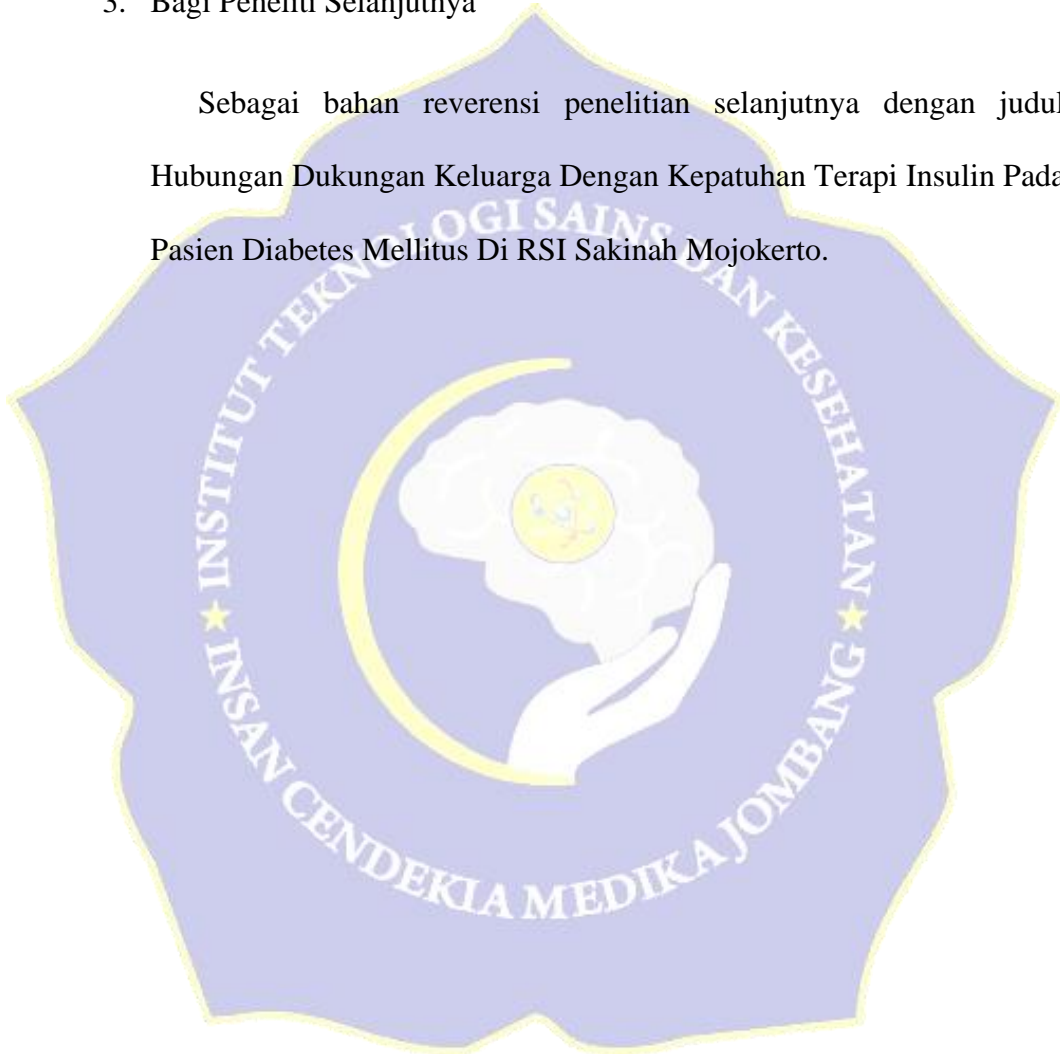 3. Bagi Peneliti Selanjutnya
Sebagai bahan reverensi penelitian selanjutnya dengan judul
Hubungan Dukungan Keluarga Dengan Kepatuhan Terapi Insulin Pada
Pasien Diabetes Mellitus Di RSI Sakinah Mojokerto.
INSTITUT TEKNOLOGI SAINS DAN KESEHATAN
INSAN CENDEKIA MEDIKA JOMBANG